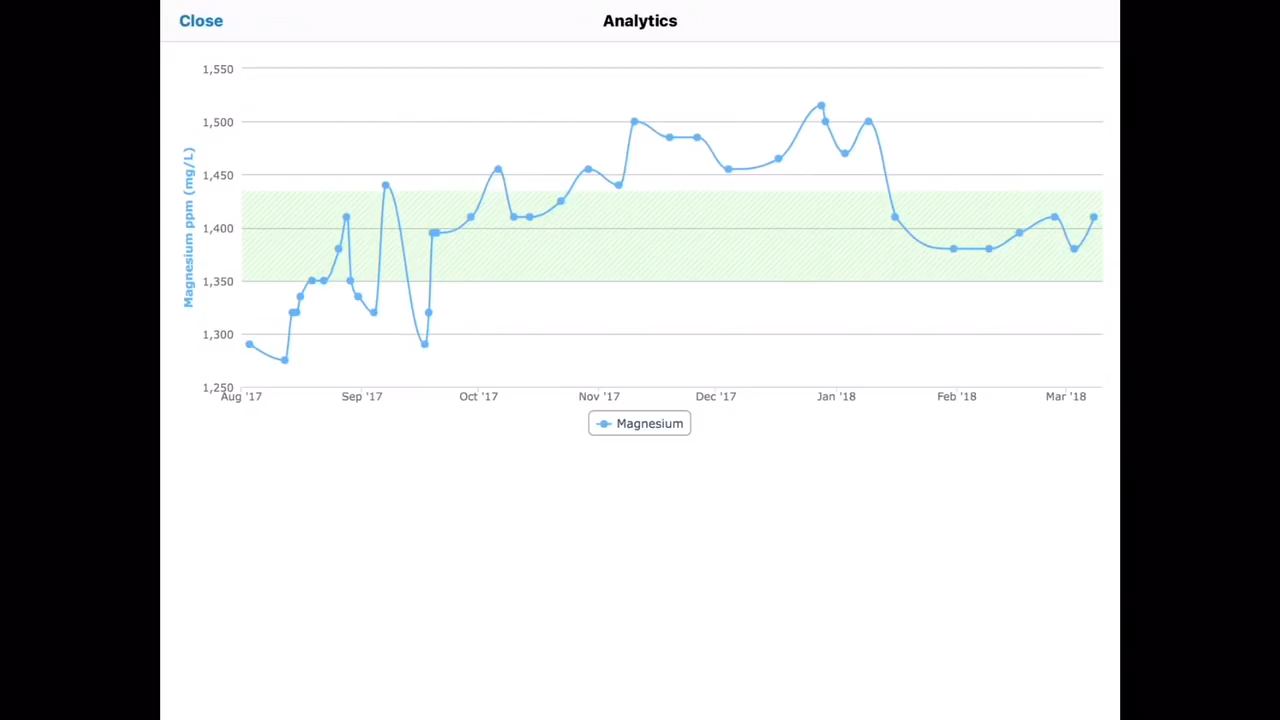 Close
Analytics
1,550
1,500
1,450
1,400
1,350
1,300
1,250
Magnesium ppm (mg/L)
Aug '17 Sep '17 Oct '17 Nov '17 Dec '17 Jan '18 Feb '18 Mar '18
Magnesium